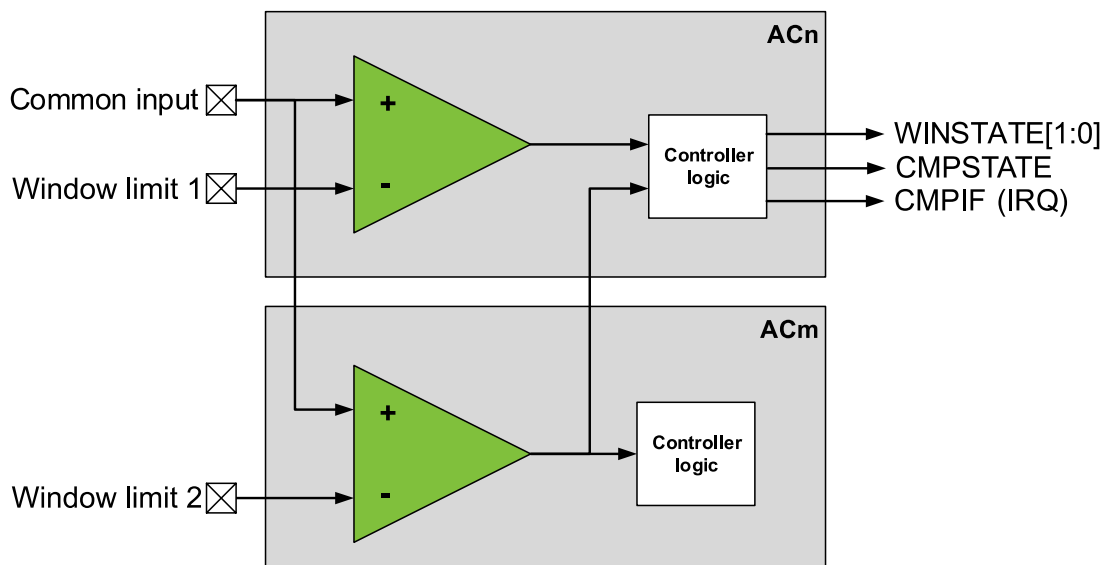 ACn
Common input
+
WINSTATE[1:0]
Controller
logic
CMPSTATE
Window limit 1
-
CMPIF (IRQ)
ACm
+
Controller
logic
Window limit 2
-